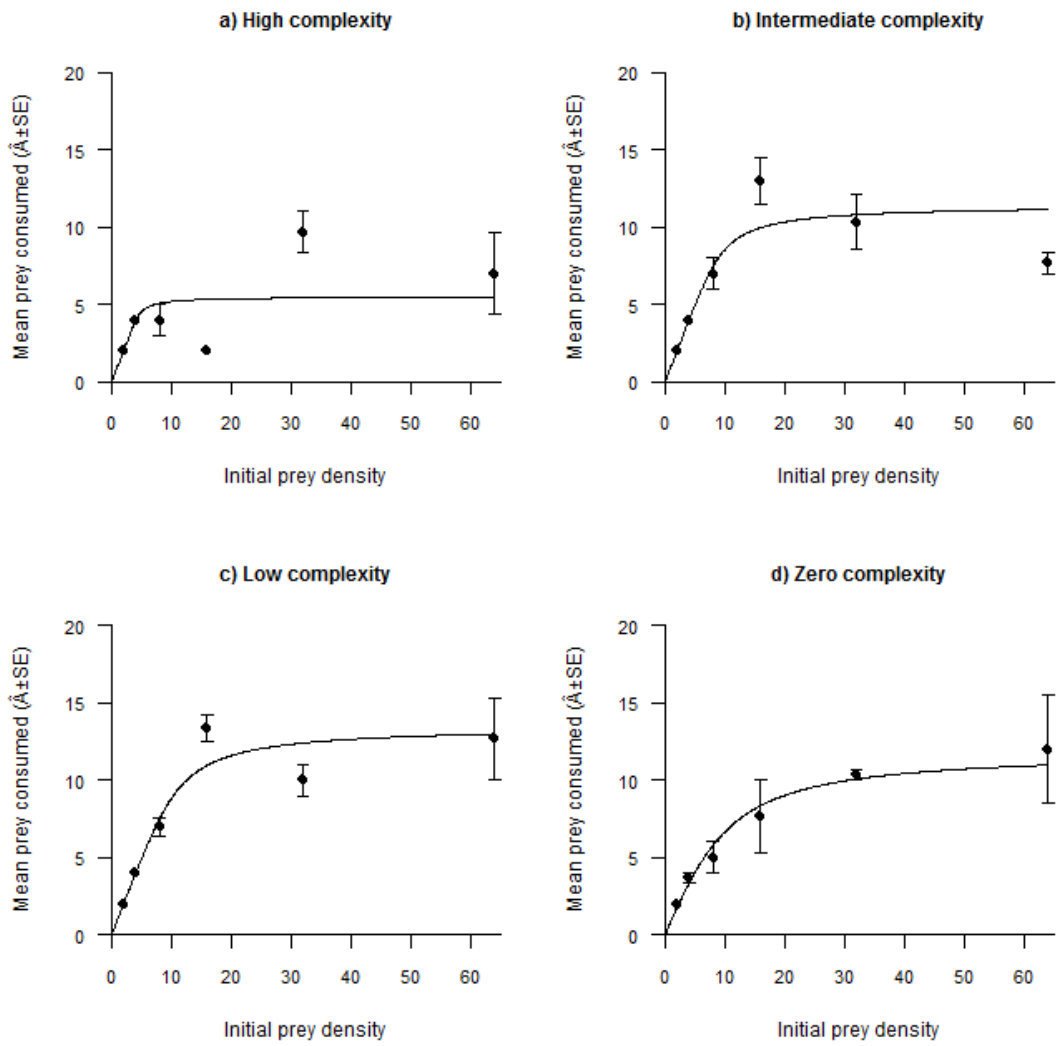 a) High complexity
Mean prey consumed (Â±SE)
20
15
10
5
0
0 10 20 30 40 50 60
Initial prey density
b) Intermediate complexity
Mean prey consumed (Â±SE)
20
15
10
5
0
0 10 20 30 40 50 60
Initial prey density
c) Low complexity
Mean prey consumed (Â±SE)
20
15
10
5
0
0 10 20 30 40 50 60
Initial prey density
d) Zero complexity
Mean prey consumed (Â±SE)
20
15
10
5
0
0 10 20 30 40 50 60
Initial prey density